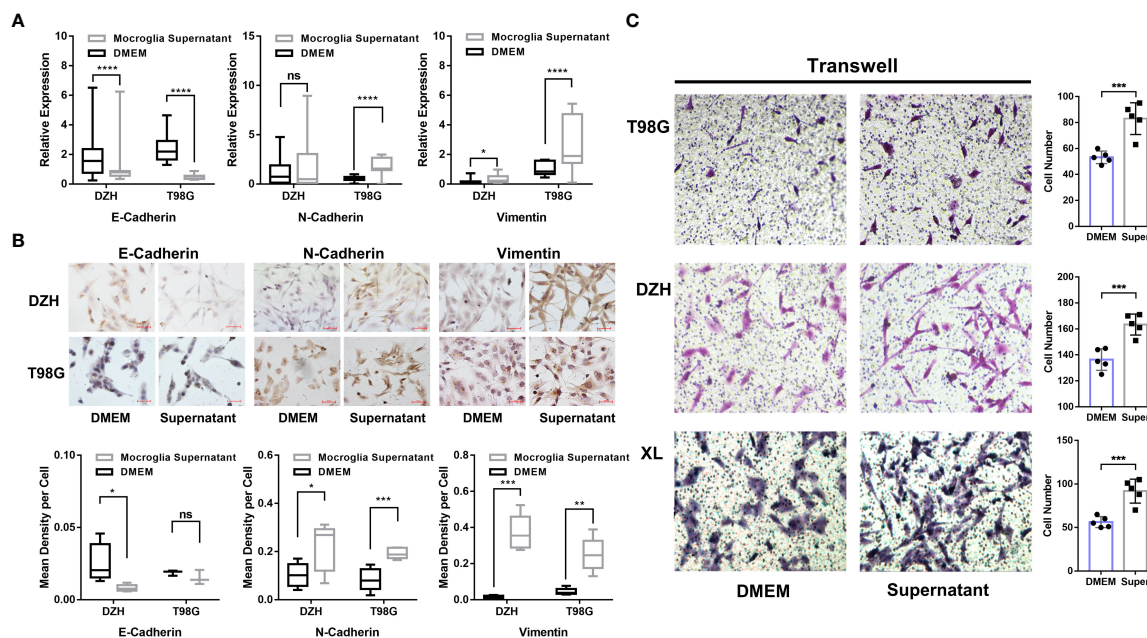 A
Relative Expression
10
8
6
4
2
0
Mocroglia Supernatant
DMEM
****
****
DZH
T98G
E-Cadherin
Relative Expression
15
10
5
0
Mocroglia Supernatant
DMEM
ns
****
DZH
T98G
N-Cadherin
Relative Expression
10
8
6
4
2
0
Mocroglia Supernatant
DMEM
*
****
DZH
T98G
Vimentin
B
E-Cadherin
N-Cadherin
Vimentin
DZH
T98G
DMEM
Supernatant
DMEM
Supernatant
DMEM
Supernatant
Mean Density per Cell
0.10
0.05
0.00
Mocroglia Supernatant
DMEM
*
ns
DZH
T98G
E-Cadherin
Mean Density per Cell
0.6
0.4
0.2
0.0
Mocroglia Supernatant
DMEM
*
***
DZH
T98G
N-Cadherin
Mean Density per Cell
0.8
0.6
0.4
0.2
0.0
Mocroglia Supernatant
DMEM
***
**
DZH
T98G
Vimentin
C
Transwell
T98G
Cell Number
100
80
60
40
20
0
***
DMEM
Super
DZH
Cell Number
200
180
160
140
120
100
***
DMEM
Super
XL
Cell Number
150
100
50
0
***
DMEM
Super
DMEM
Supernatant